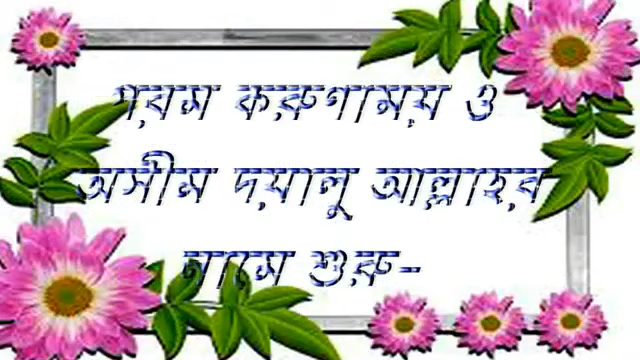 পরম করুণাময় ও
অসীম দয়ালু আল্লাহর
নামে শুরু-